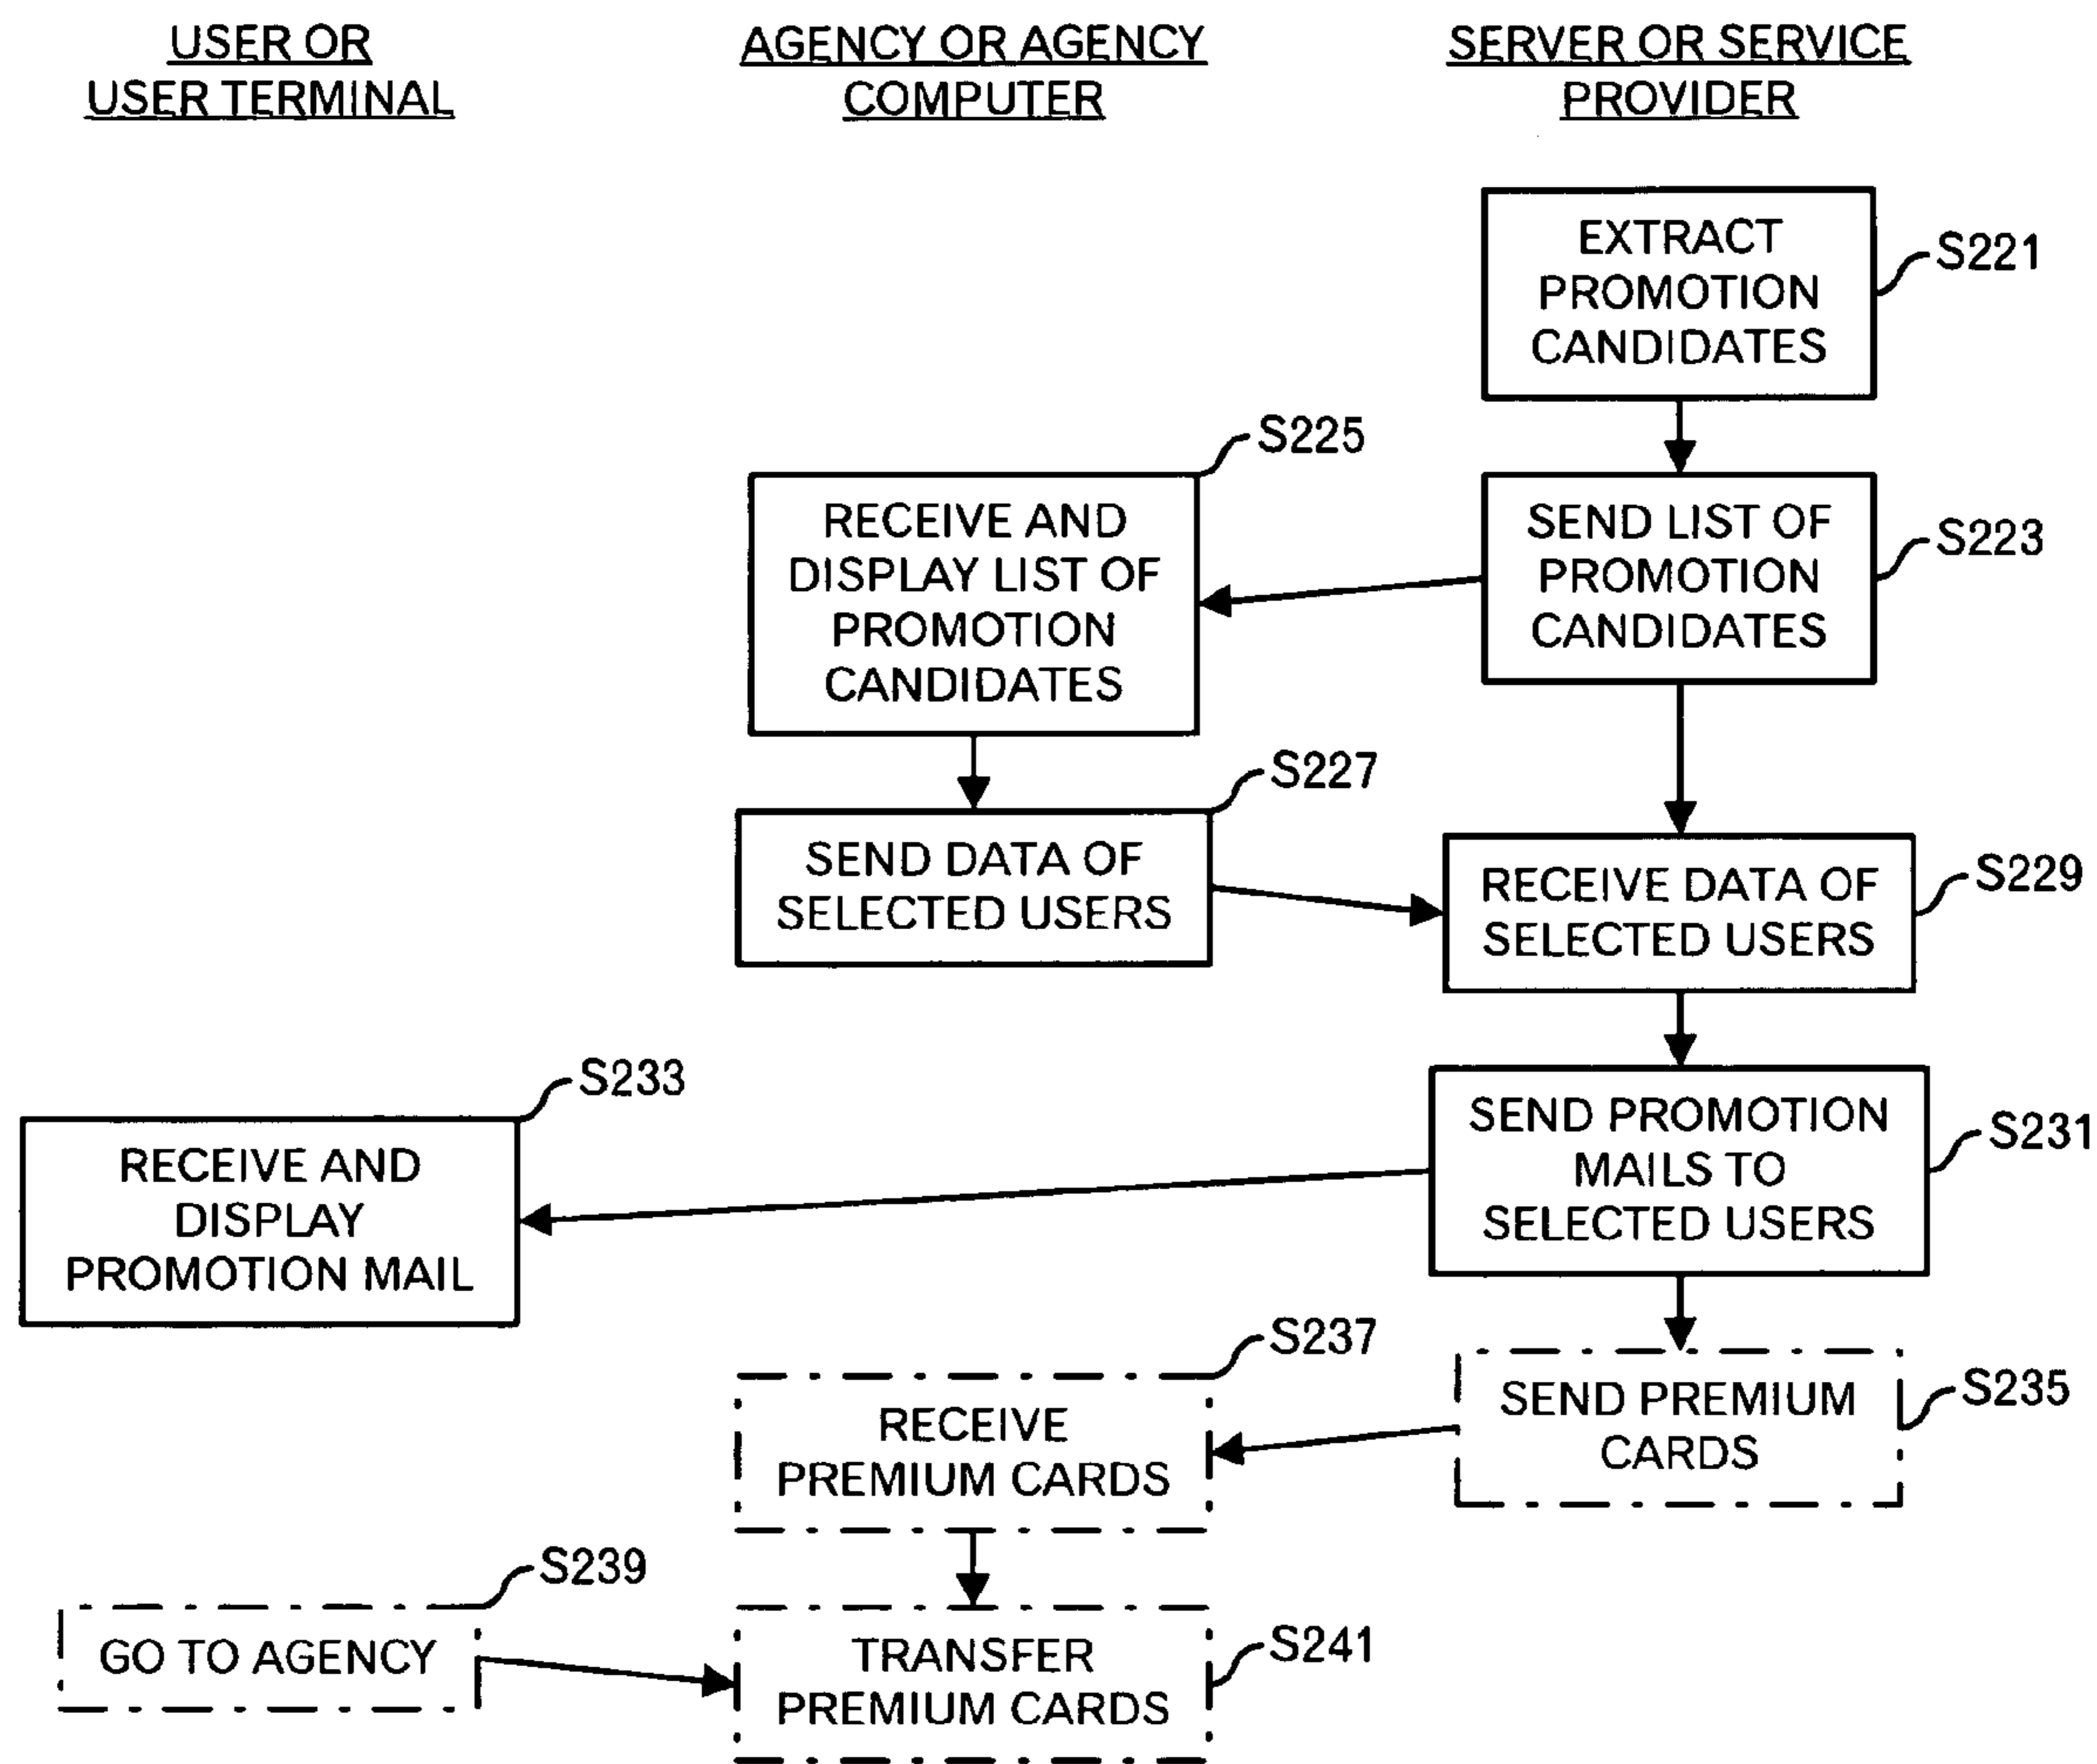 USER OR
USER TERMINAL
AGENCY OR AGENCY
COMPUTER
SERVER OR SERVICE
PROVIDER
EXTRACT
PROMOTION
CANDIDATES
S221
SEND LIST OF
PROMOTION
CANDIDATES
S223
S225
RECEIVE AND
DISPLAY LIST OF
PROMOTION
CANDIDATES
S227
SEND DATA OF
SELECTED USERS
RECEIVE DATA OF
SELECTED USERS
S229
SEND PROMOTION
MAILS TO
SELECTED USERS
S231
S233
RECEIVE AND
DISPLAY
PROMOTION MAIL
SEND PREMIUM
CARDS
S235
S237
RECEIVE
PREMIUM CARDS
S239
GO TO AGENCY
TRANSFER
PREMIUM CARDS
S241